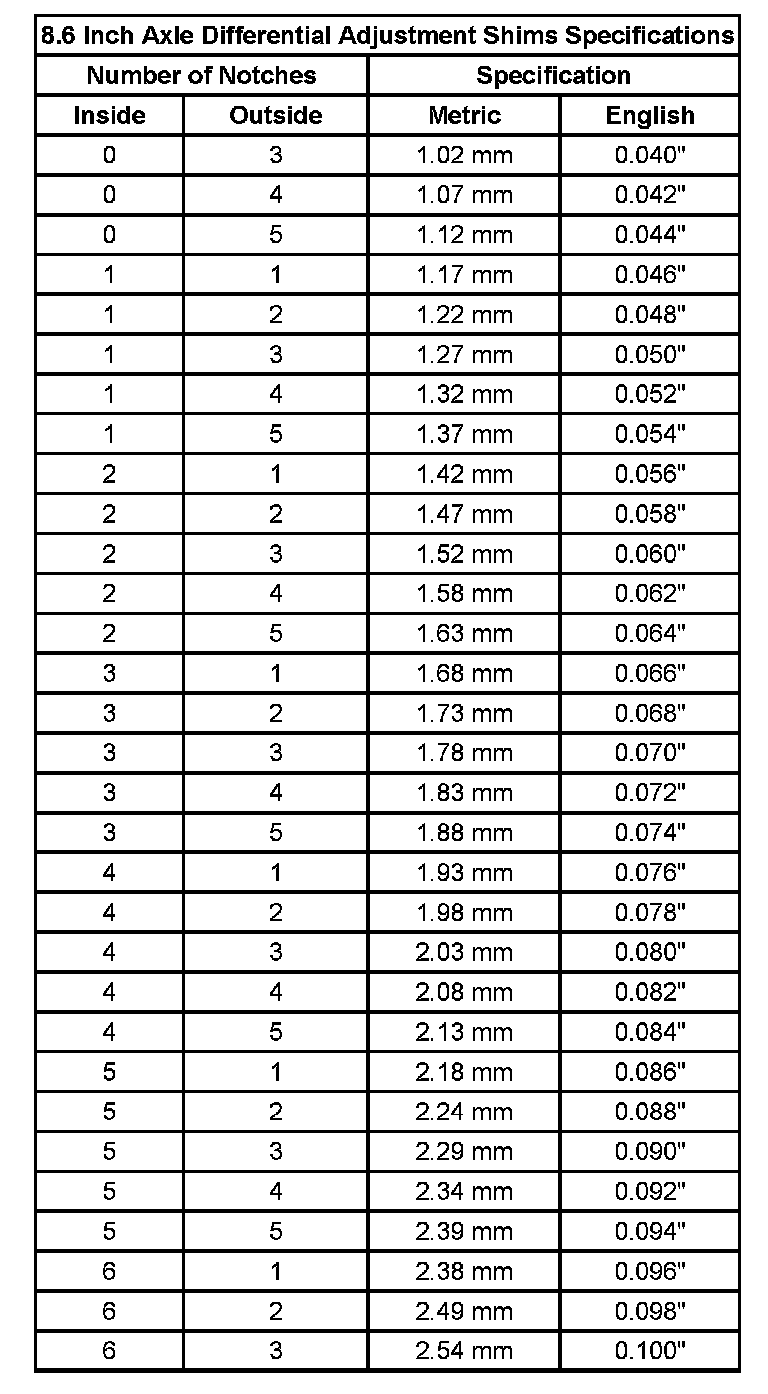 8.6 Inch Axle Differential Adjustment Shims Specifications
Number of Notches Specification
Inside Outside Metric English
0 3 1.02 mm 0.040"
0 4 1.07 mm 0.042"
0 5 1.12 mm 0.044"
1 1 1.17 mm 0.046"
1 2 1.22 mm 0.048"
1 3 1.27 mm 0.050"
1 4 1.32 mm 0.052"
1 5 1.37 mm 0.054"
2 1 1.42 mm 0.056"
2 2 1.47 mm 0.058"
2 3 1.52 mm 0.060"
2 4 1.58 mm 0.062"
2 5 1.63 mm 0.064"
3 1 1.68 mm 0.066"
3 2 1.73 mm 0.068"
3 3 1.78 mm 0.070"
3 4 1.83 mm 0.072"
3 5 1.88 mm 0.074"
4 1 1.93 mm 0.076"
4 2 1.98 mm 0.078"
4 3 2.03 mm 0.080"
4 4 2.08 mm 0.082"
4 5 2.13 mm 0.084"
5 1 2.18 mm 0.086"
5 2 2.24 mm 0.088"
5 3 2.29 mm 0.090"
5 4 2.34 mm 0.092"
5 5 2.39 mm 0.094"
6 1 2.38 mm 0.096"
6 2 2.49 mm 0.098"
6 3 2.54 mm 0.100"